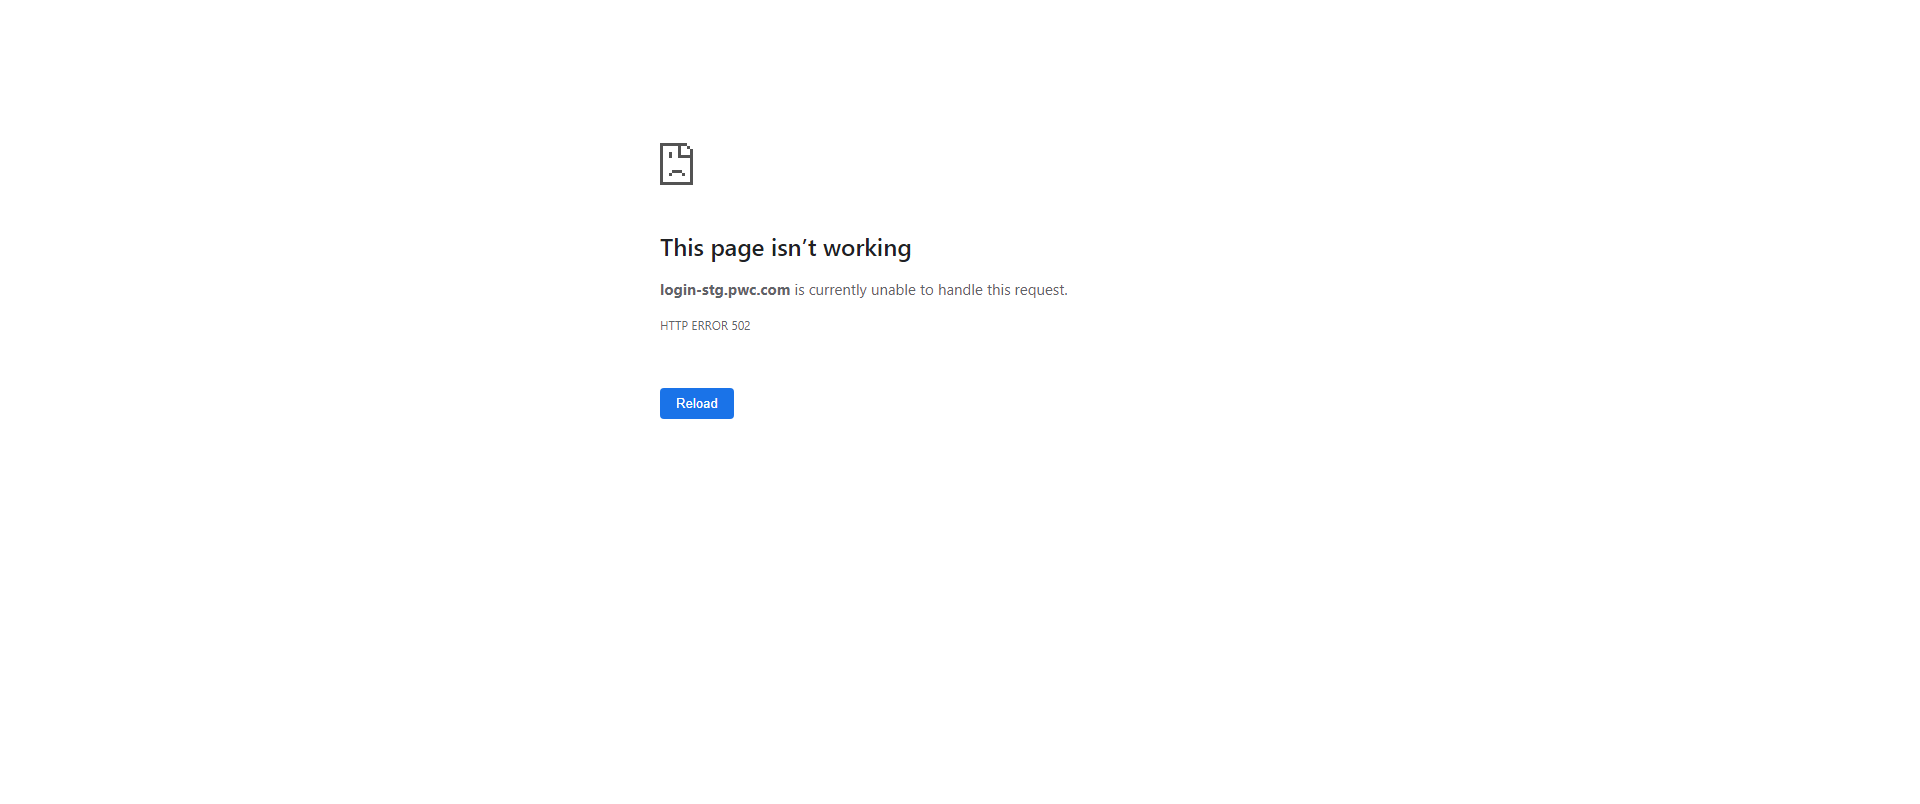 This page isn’t working
login-stg.pwc.com is currently unable to handle this request.
HTTP ERROR 502
Reload